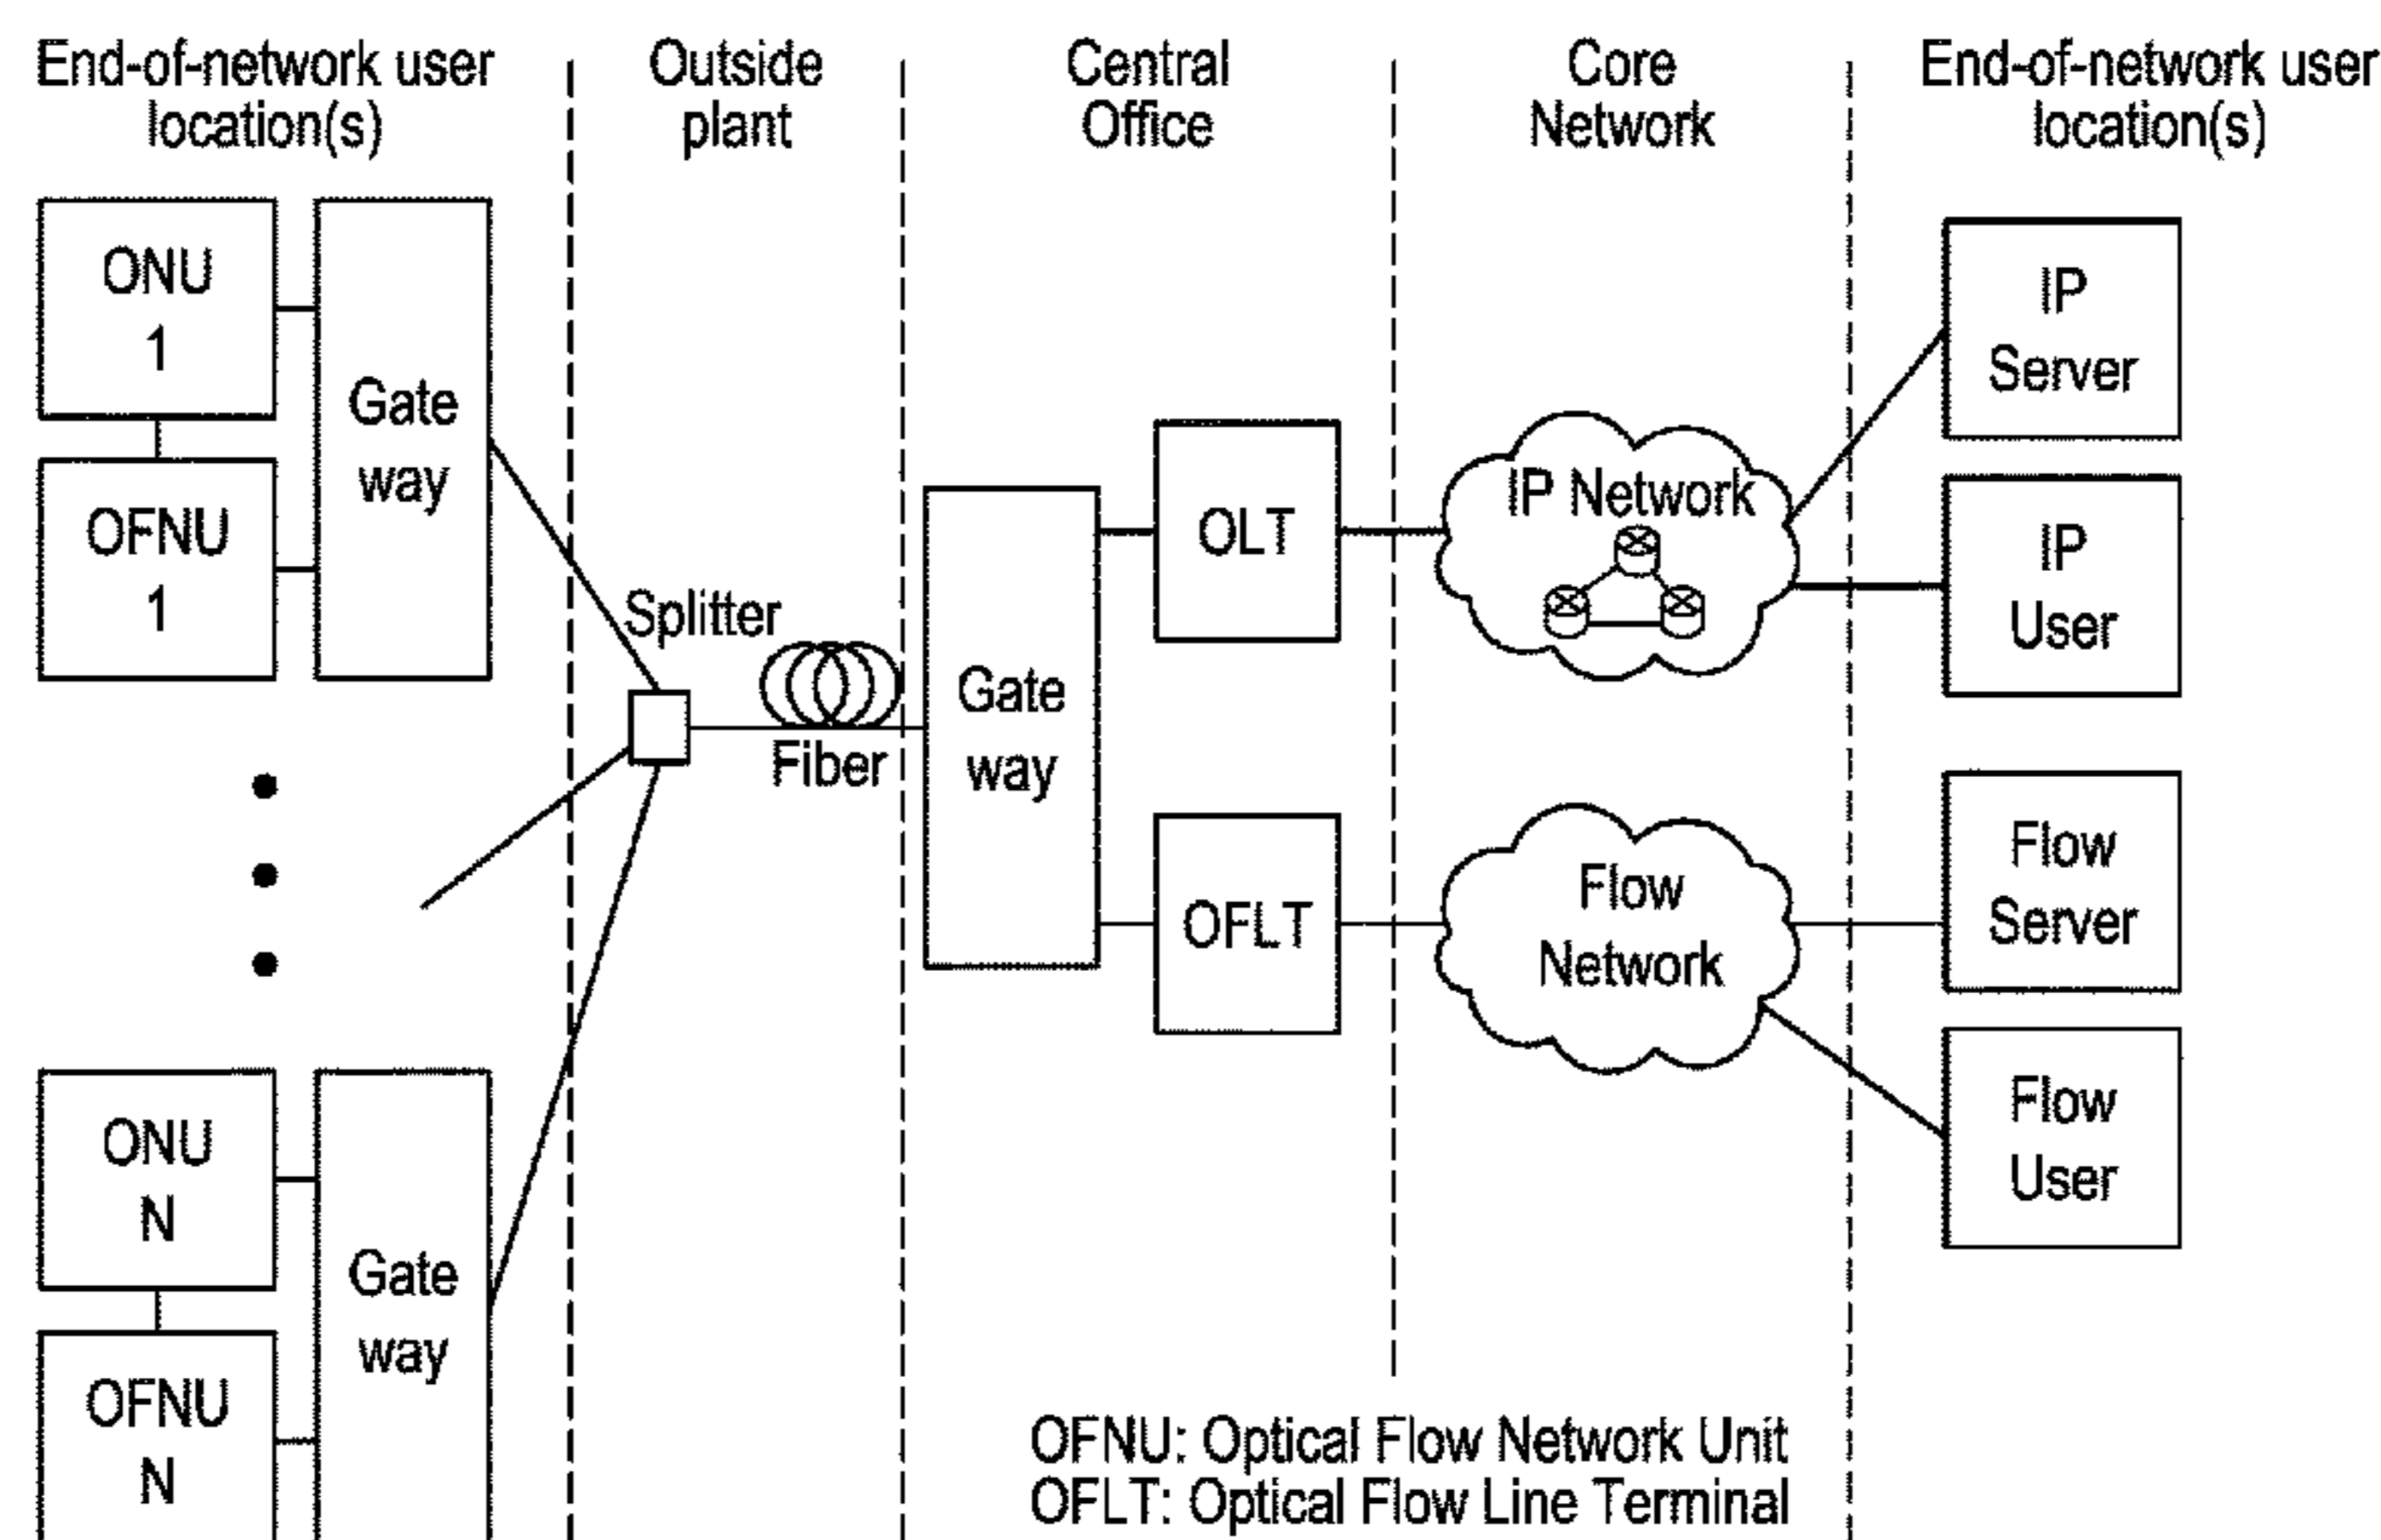 End-of-network user
location(s)
Outside
plant
Central
Office
Core
Network
End-of-network user
location(s)
ONU
1
OFNU
1
Gate
way
Splitter
Fiber
Gate
way
OLT
OFLT
IP Network
Flow
Network
IP
Server
IP
User
Flow
Server
Flow
User
ONU
N
OFNU
N
Gate
way
OFNU: Optical Flow Network Unit
OFLT: Optical Flow Line Terminal